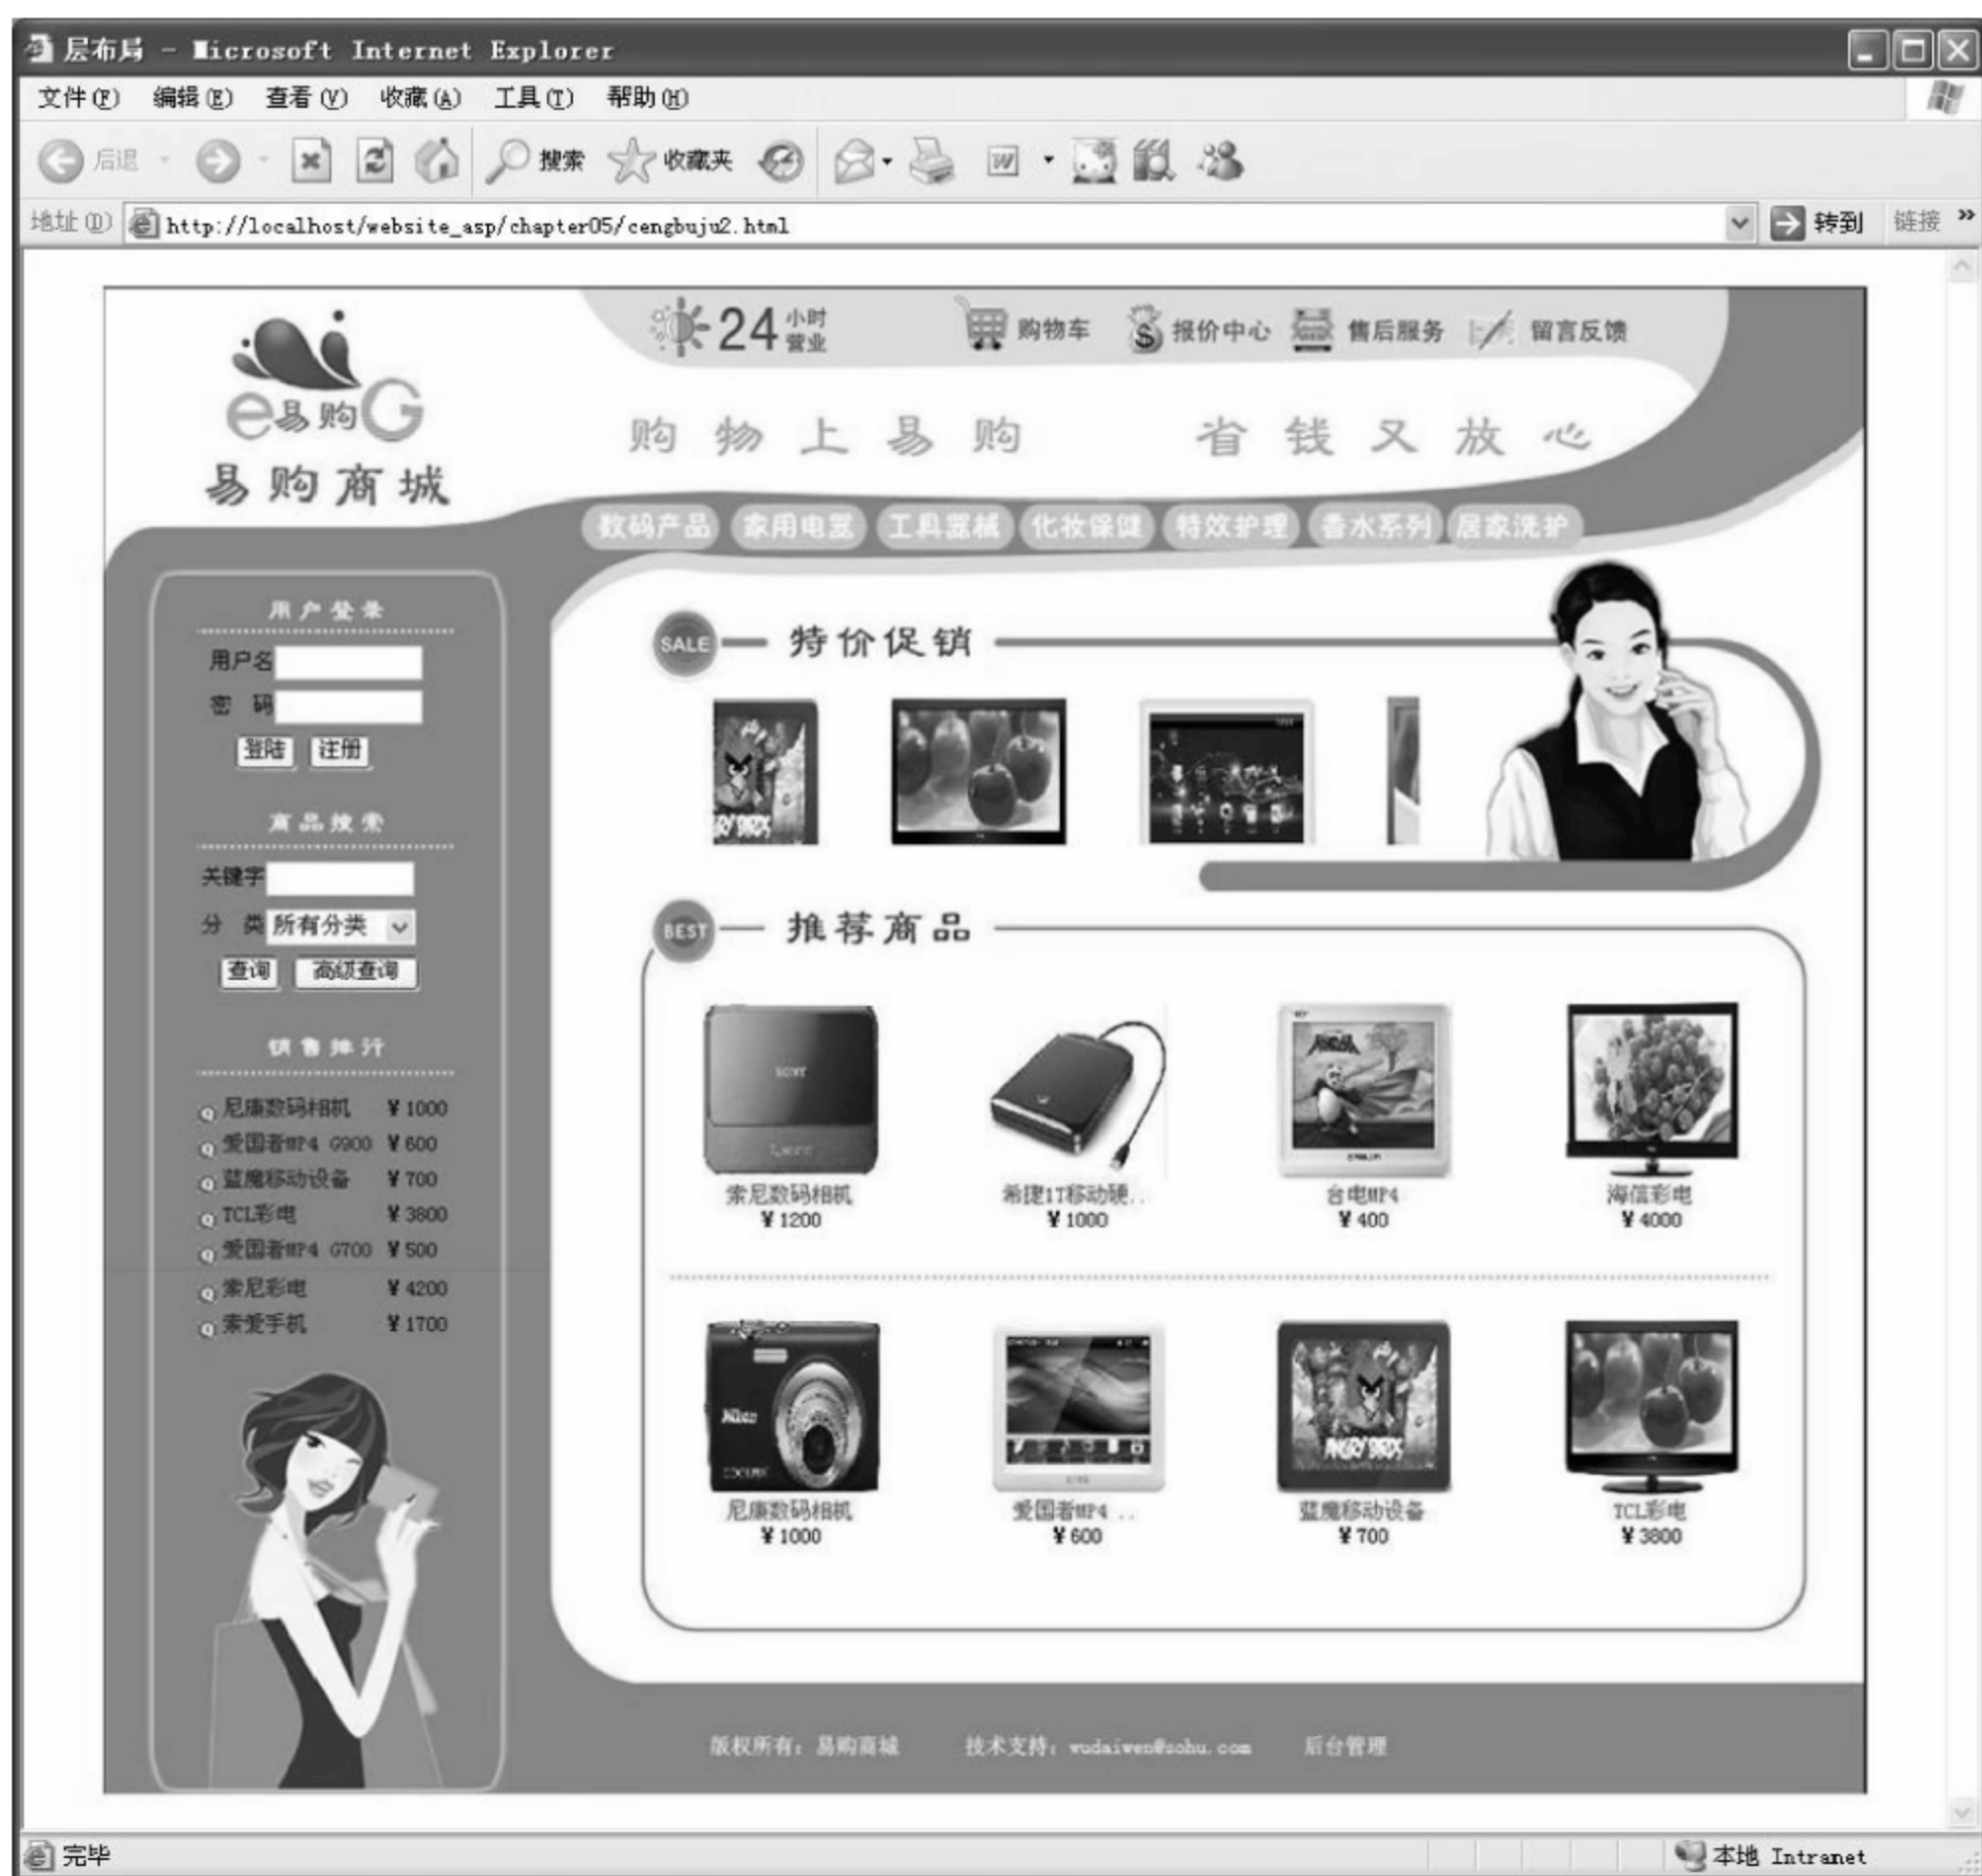 层布局 - Microsoft Internet Explorer
文件(F) 编辑(E) 查看(V) 收藏(A) 工具(T) 帮助(H)
后退 搜索 收藏夹
地址(D) http://localhost/website_asp/chapter05/cengbuju2.html 转到 链接 »
24 小时营业 购物车 报价中心 售后服务 留言反馈
e易购G
易购商城
购物上易购 省钱又放心
数码产品 家用电器 工具器械 化妆保健 特效护理 香水系列 居家洗护
用户登录
用户名
密 码
登陆 注册
商品搜索
关键字
分 类 所有分类
查询 高级查询
销售排行
尼康数码相机 ¥1000
爱国者MP4 G900 ¥600
蓝魔移动设备 ¥700
TCL彩电 ¥3800
爱国者MP4 G700 ¥500
索尼彩电 ¥4200
索爱手机 ¥1700
SALE 特价促销
BEST 推荐商品
索尼数码相机 希捷1T移动硬.. 台电MP4 海信彩电
¥1200 ¥1000 ¥400 ¥4000
Nikon
ANGRY BIRDS
尼康数码相机 爱国者MP4 .. 蓝魔移动设备 TCL彩电
¥1000 ¥600 ¥700 ¥3800
版权所有：易购商城 技术支持：wudaiwen@sohu.com 后台管理
完毕 本地 Intranet